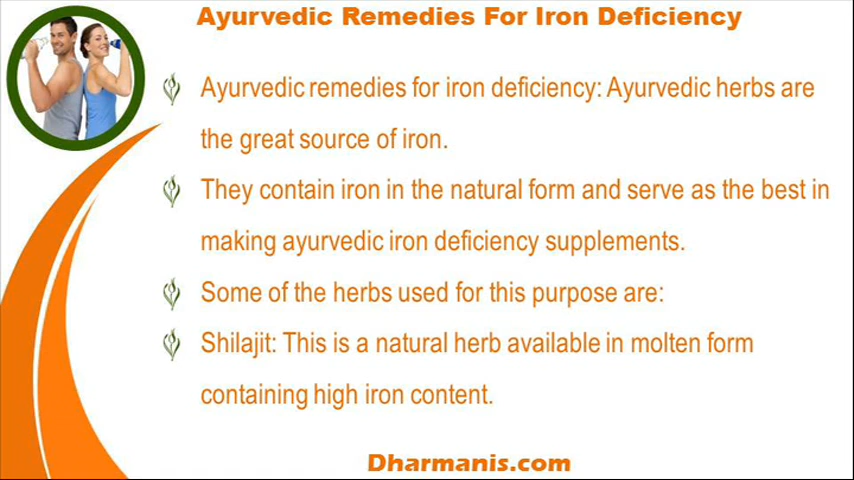 Ayurvedic Remedies For Iron Deficiency
Ayurvedic remedies for iron deficiency: Ayurvedic herbs are
the great source of iron.
They contain iron in the natural form and serve as the best in
making ayurvedic iron deficiency supplements.
Some of the herbs used for this purpose are:
Shilajit: This is a natural herb available in molten form
containing high iron content.
Dharmanis.com